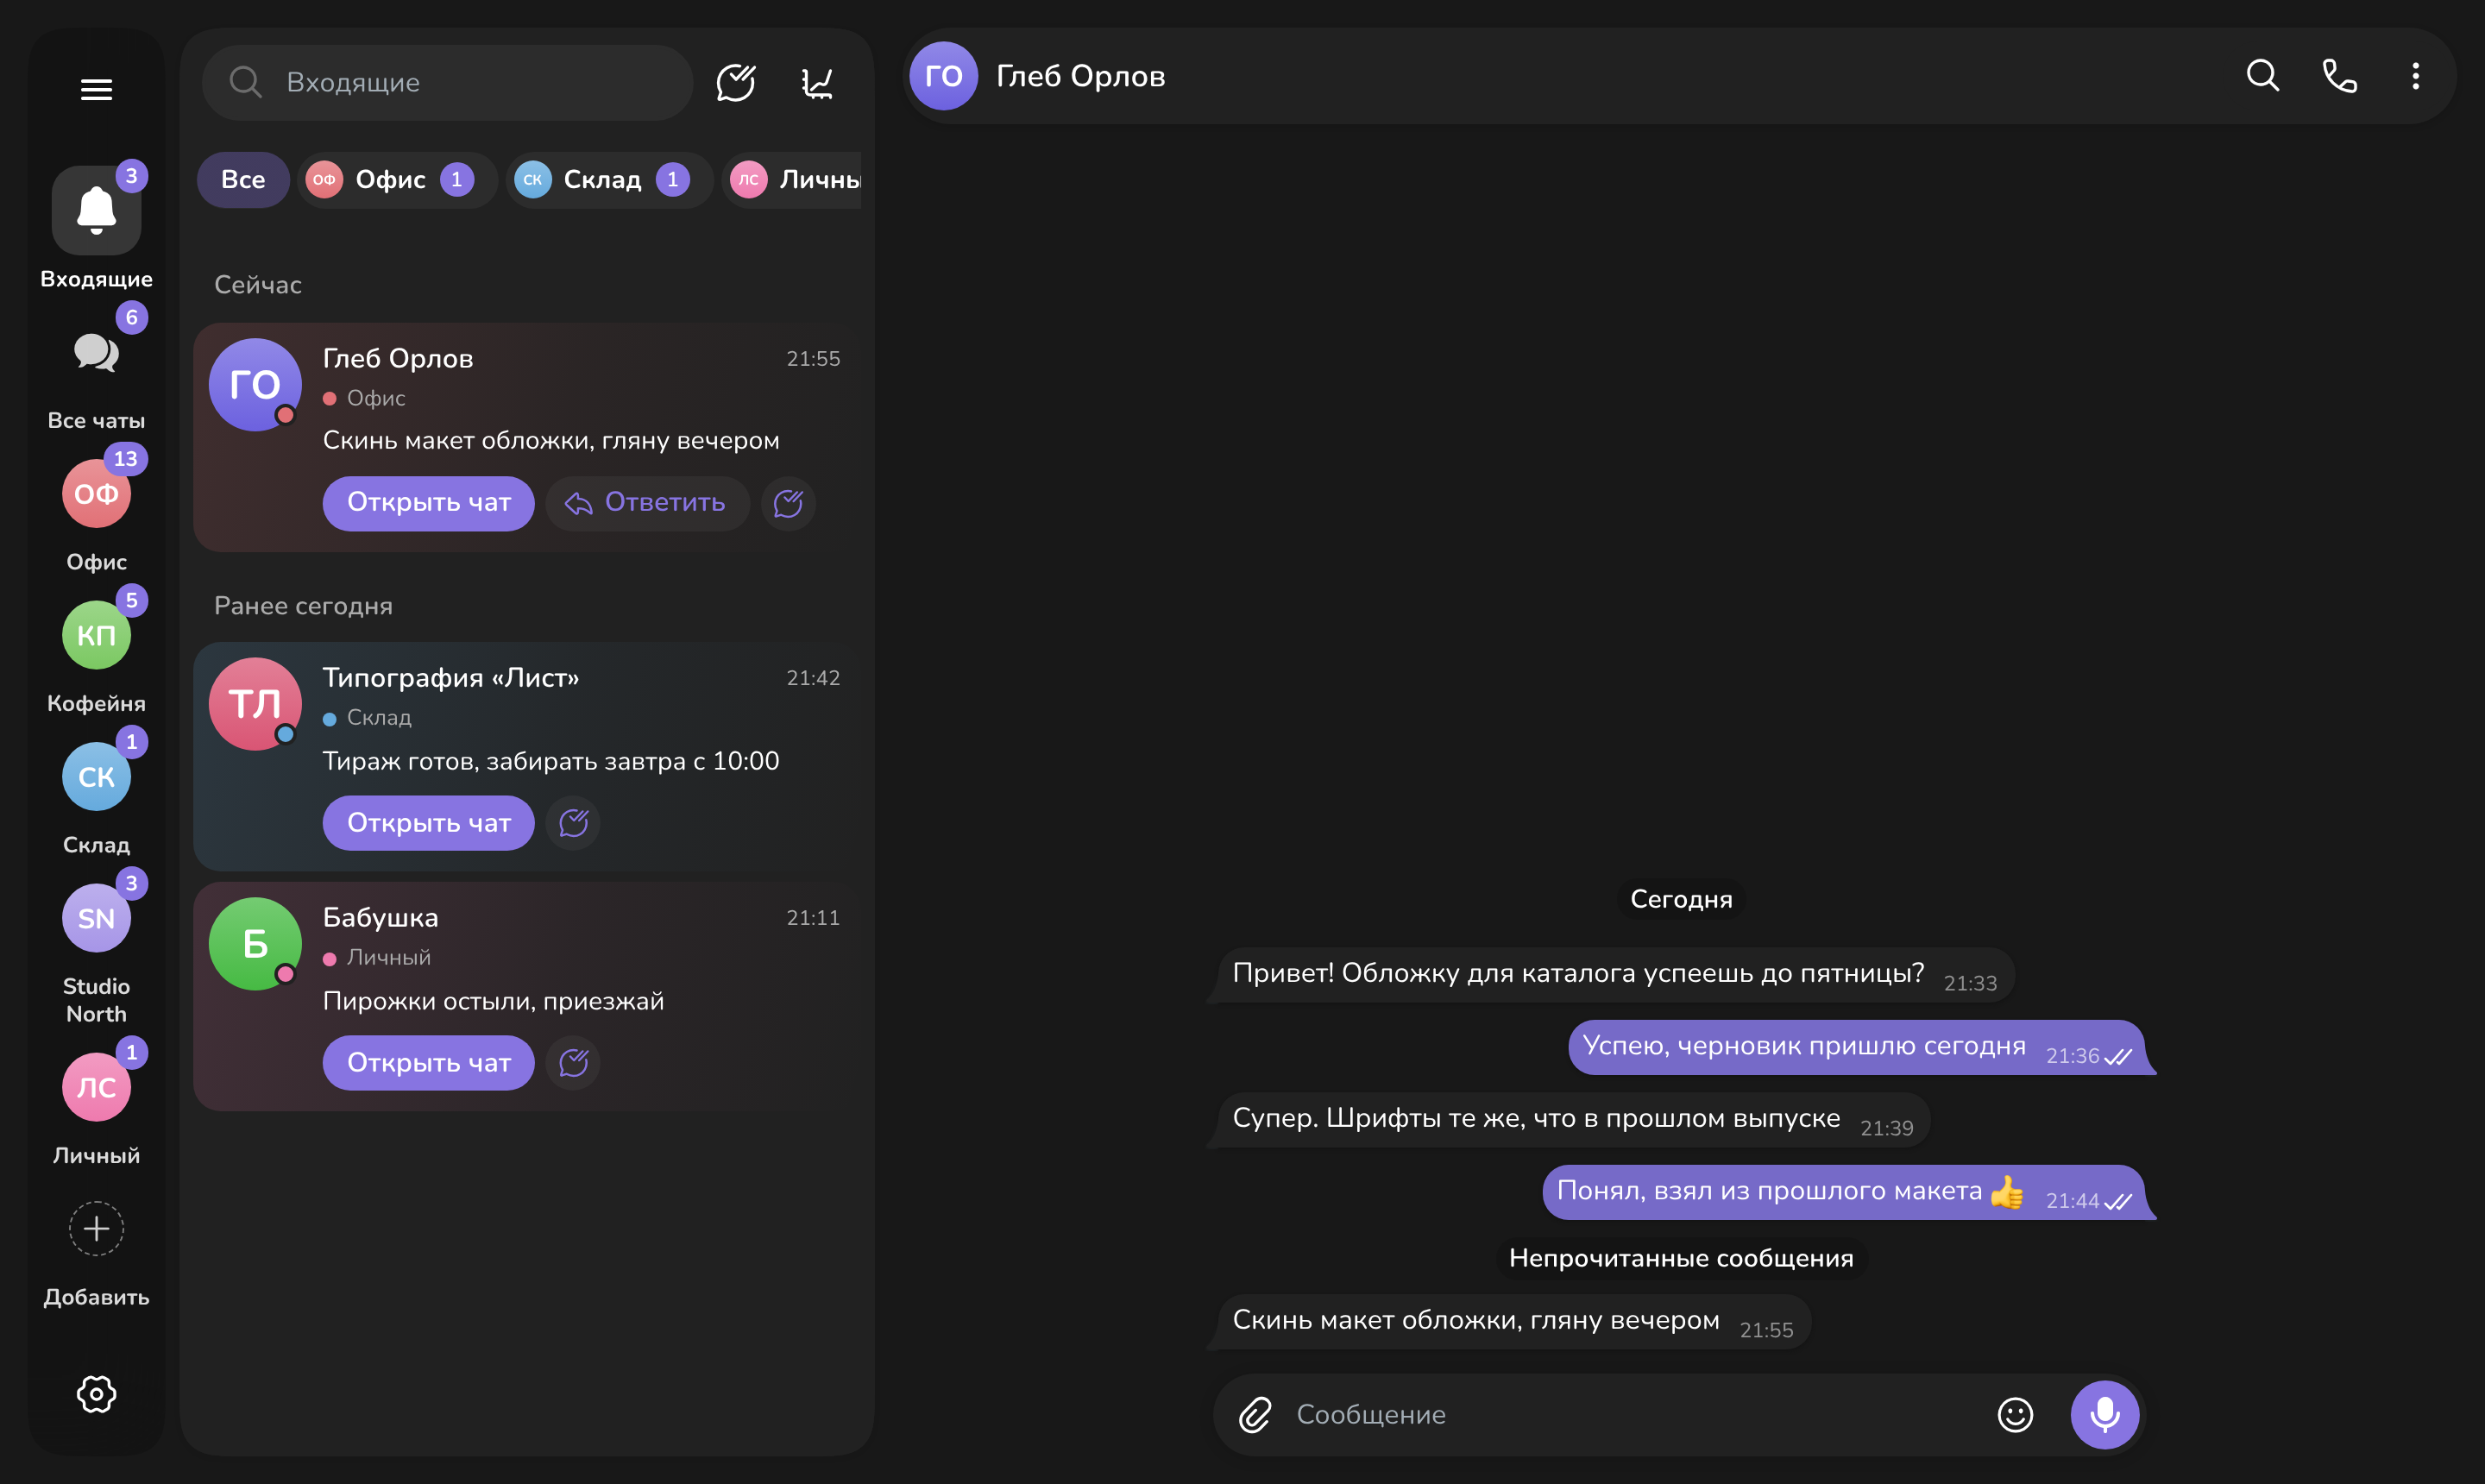 3
Входящие
6
Все чаты
13
ОФ
Офис
5
КП
Кофейня
1
СК
Склад
3
SN
Studio
North
1
ЛС
Личный
Добавить
Входящие
Все
ОФ Офис 1
СК Склад 1
ЛС Личны
Сейчас
ГО
Глеб Орлов 21:55
Офис
Скинь макет обложки, гляну вечером
Открыть чат Ответить
Ранее сегодня
ТЛ
Типография «Лист» 21:42
Склад
Тираж готов, забирать завтра с 10:00
Открыть чат
Б
Бабушка 21:11
Личный
Пирожки остыли, приезжай
Открыть чат
ГО Глеб Орлов
Сегодня
Привет! Обложку для каталога успеешь до пятницы? 21:33
Успею, черновик пришлю сегодня 21:36
Супер. Шрифты те же, что в прошлом выпуске 21:39
Понял, взял из прошлого макета 👍 21:44
Непрочитанные сообщения
Скинь макет обложки, гляну вечером 21:55
Сообщение